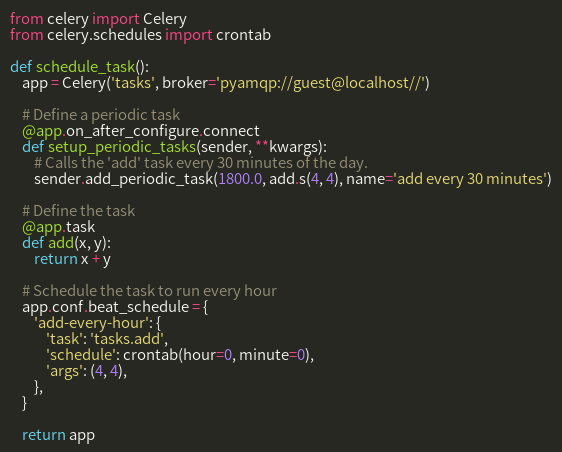 from celery import Celery
from celery.schedules import crontab

def schedule_task():
    app = Celery('tasks', broker='pyamqp://guest@localhost//')

    # Define a periodic task
    @app.on_after_configure.connect
    def setup_periodic_tasks(sender, **kwargs):
        # Calls the 'add' task every 30 minutes of the day.
        sender.add_periodic_task(1800.0, add.s(4, 4), name='add every 30 minutes')

    # Define the task
    @app.task
    def add(x, y):
        return x + y

    # Schedule the task to run every hour
    app.conf.beat_schedule = {
        'add-every-hour': {
            'task': 'tasks.add',
            'schedule': crontab(hour=0, minute=0),
            'args': (4, 4),
        },
    }

    return app